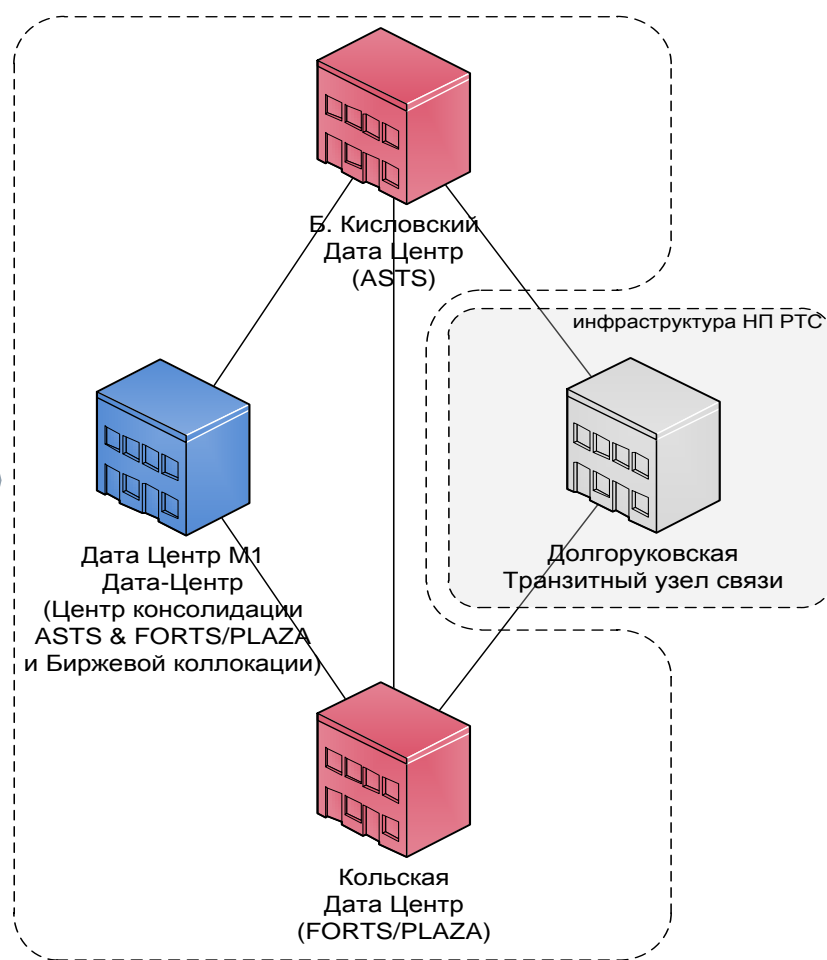 Б. Кисловский
Дата Центр
(ASTS)
инфраструктура НП РТС
Дата Центр М1
Дата-Центр
(Центр консолидации
ASTS & FORTS/PLAZA
и Биржевой коллокации)
Долгоруковская
Транзитный узел связи
Кольская
Дата Центр
(FORTS/PLAZA)